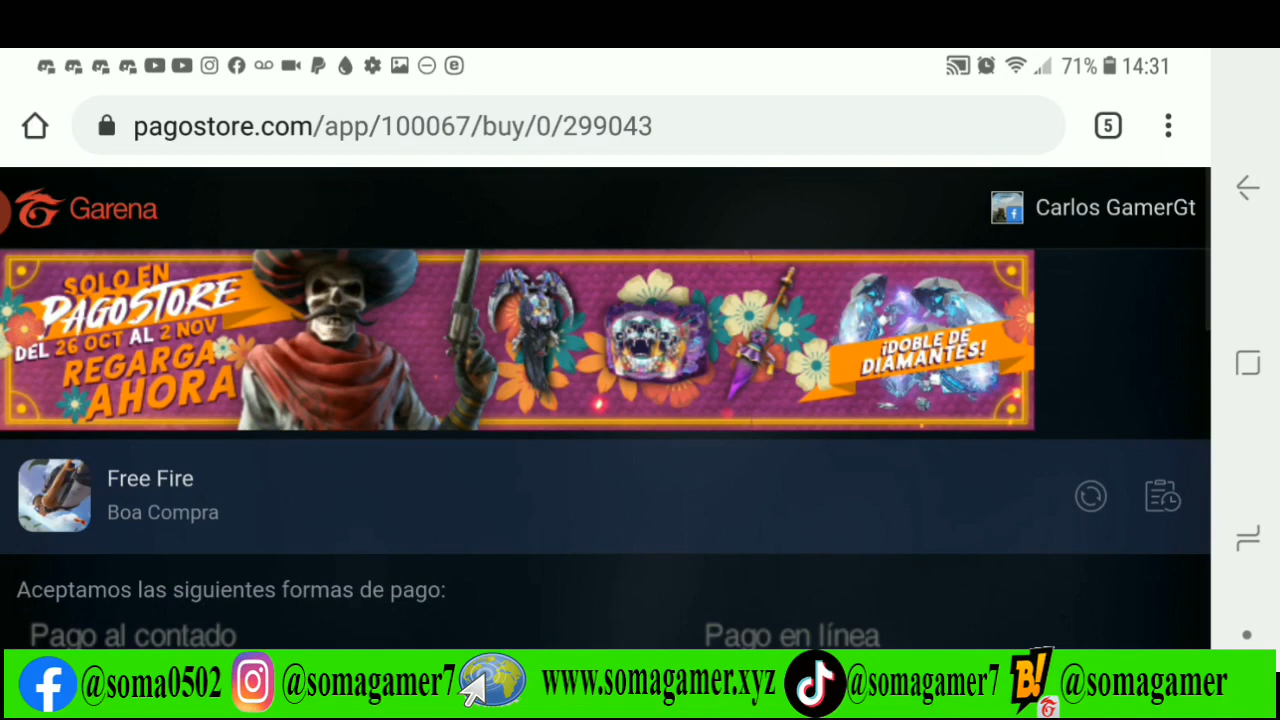 71% 14:31
pagostore.com/app/100067/buy/0/299043
5
Garena
Carlos GamerGt
SOLO EN
PAGOSTORE
DEL 26 OCT AL 2 NOV
REGARGA
AHORA
¡DOBLE DE
DIAMANTES!
Free Fire
Boa Compra
Aceptamos las siguientes formas de pago:
Pago al contado
Pago en línea
@soma0502 @somagamer7 www.somagamer.xyz @somagamer7 B! @somagamer